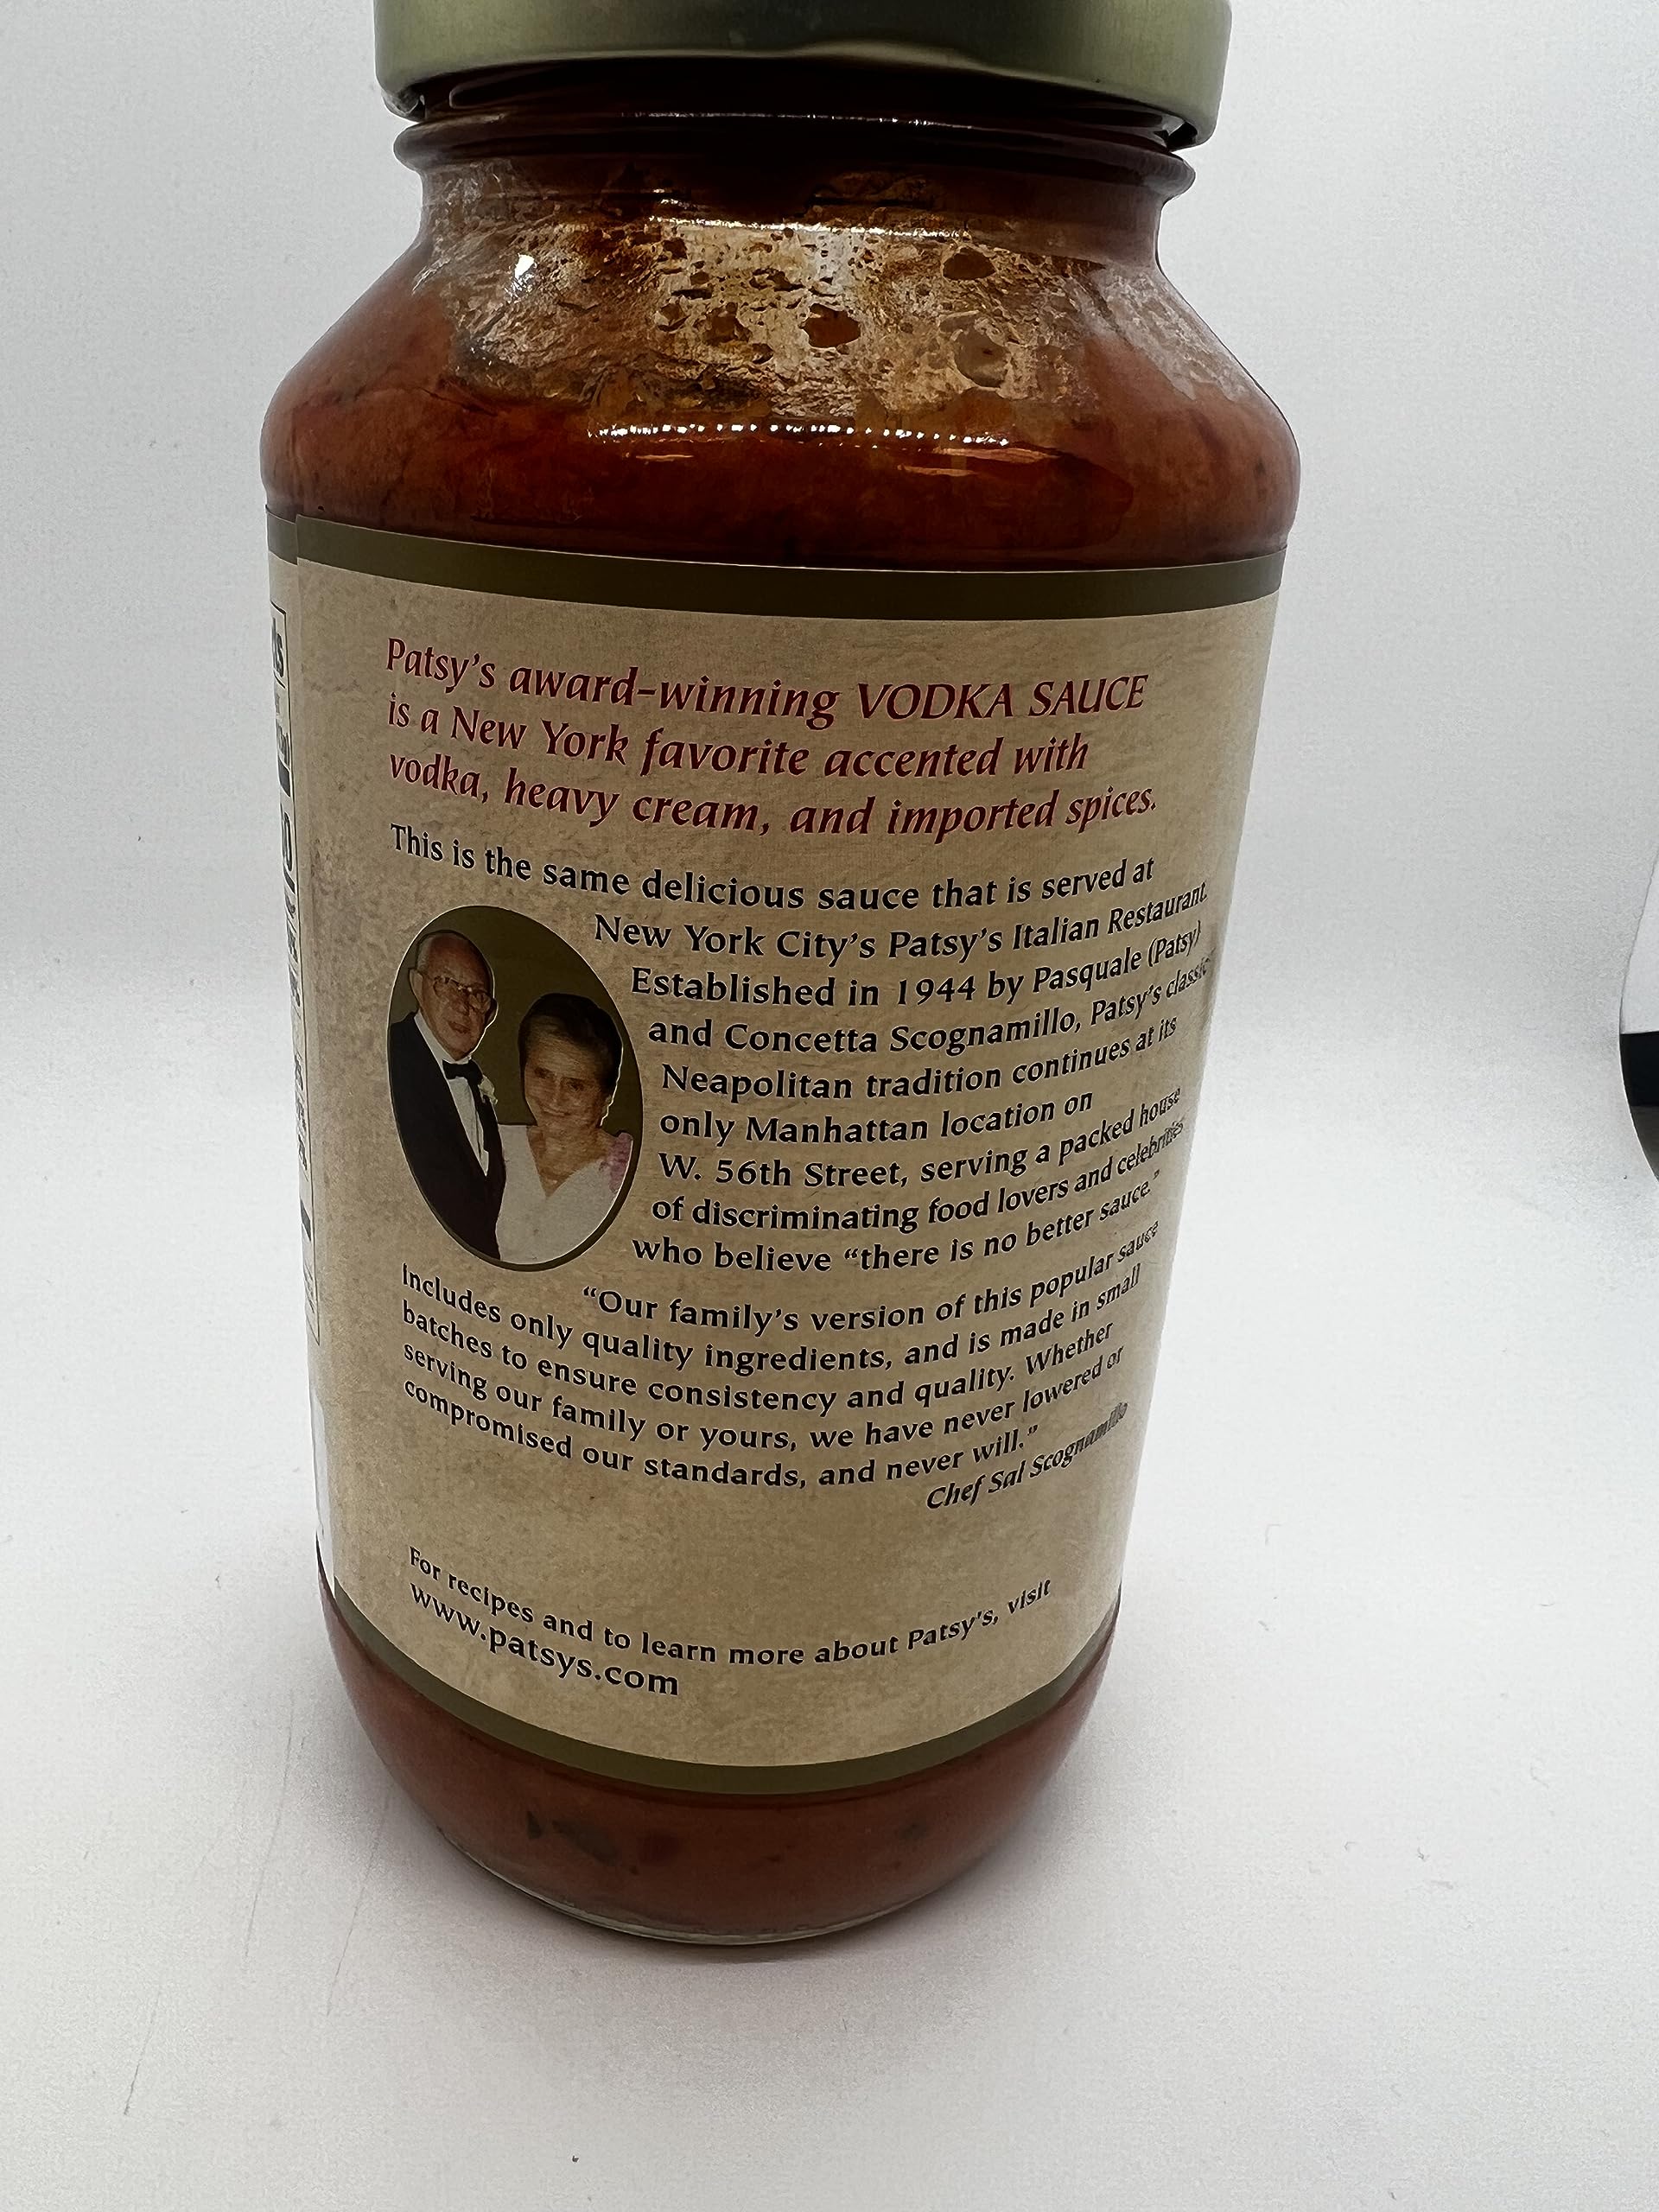 Patsy's award-winning VODKA SAUCE
is a New York favorite accented with
vodka, heavy cream, and imported spices.
This is the same delicious sauce that is served at
New York City's Patsy's Italian Restaurant.
Established in 1944 by Pasquale (Patsy)
and Concetta Scognamillo, Patsy's classic
Neapolitan tradition continues at its
only Manhattan location on
W. 56th Street, serving a packed house
of discriminating food lovers and celebrities
who believe “there is no better sauce.”
“Our family's version of this popular sauce
includes only quality ingredients, and is made in small
batches to ensure consistency and quality. Whether
serving our family or yours, we have never lowered or
compromised our standards, and never will.”
Chef Sal Scognamillo
For recipes and to learn more about Patsy's, visit
www.patsys.com